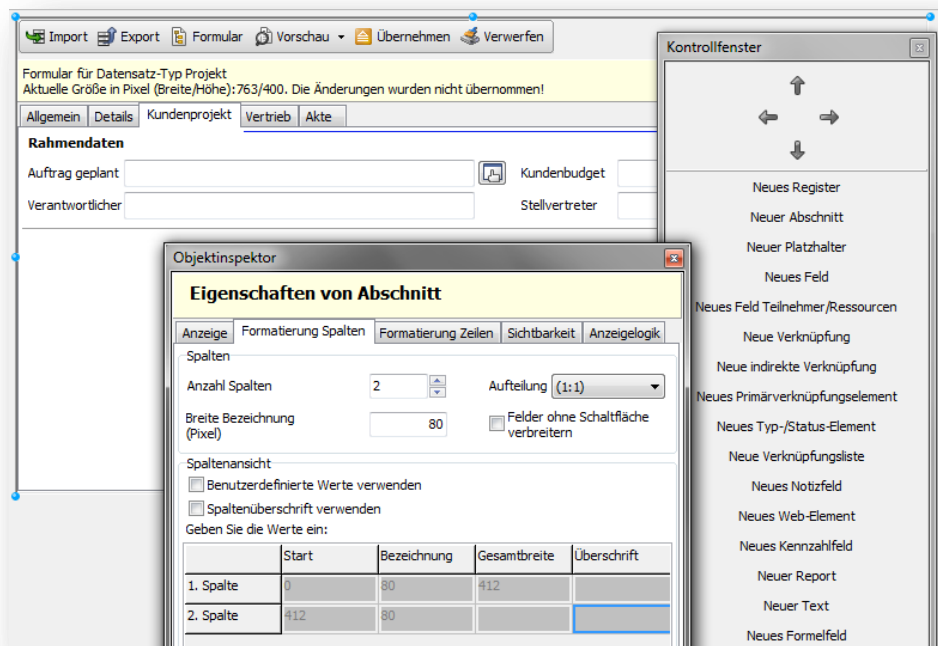 Import Export Formular Vorschau Übernehmen Verwerfen
Formular für Datensatz-Typ Projekt
Aktuelle Größe in Pixel (Breite/Höhe):763/400. Die Änderungen wurden nicht übernommen!
Allgemein Details Kundenprojekt Vertrieb Akte
Rahmendaten
Auftrag geplant Kundenbudget
Verantwortlicher Stellvertreter
Objektinspektor
Eigenschaften von Abschnitt
Anzeige Formatierung Spalten Formatierung Zeilen Sichtbarkeit Anzeigelogik
Spalten
Anzahl Spalten 2 Aufteilung (1:1)
Breite Bezeichnung
(Pixel) 80
Felder ohne Schaltfläche
verbreitern
Spaltenansicht
Benutzerdefinierte Werte verwenden
Spaltenüberschrift verwenden
Geben Sie die Werte ein:
Start Bezeichnung Gesamtbreite Überschrift
1. Spalte 0 80 412
2. Spalte 412 80
Kontrollfenster
Neues Register
Neuer Abschnitt
Neuer Platzhalter
Neues Feld
Neues Feld Teilnehmer/Ressourcen
Neue Verknüpfung
Neue indirekte Verknüpfung
Neues Primärverknüpfungselement
Neues Typ-/Status-Element
Neue Verknüpfungsliste
Neues Notizfeld
Neues Web-Element
Neues Kennzahlfeld
Neuer Report
Neuer Text
Neues Formelfeld